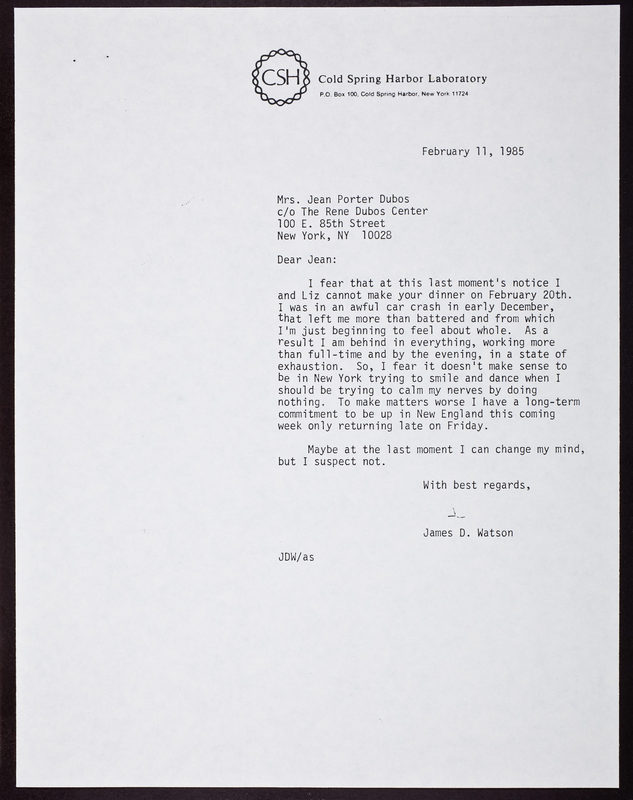 CSH
Cold Spring Harbor Laboratory
P.O. Box 100, Cold Spring Harbor, New York 11724
February 11, 1985
Mrs. Jean Porter Dubos
c/o The Rene Dubos Center
100 E. 85th Street
New York, NY  10028
Dear Jean:
I fear that at this last moment's notice I
and Liz cannot make your dinner on February 20th.
I was in an awful car crash in early December,
that left me more than battered and from which
I'm just beginning to feel about whole.  As a
result I am behind in everything, working more
than full-time and by the evening, in a state of
exhaustion.  So, I fear it doesn't make sense to
be in New York trying to smile and dance when I
should be trying to calm my nerves by doing
nothing.  To make matters worse I have a long-term
commitment to be up in New England this coming
week only returning late on Friday.
Maybe at the last moment I can change my mind,
but I suspect not.
With best regards,
James D. Watson
JDW/as